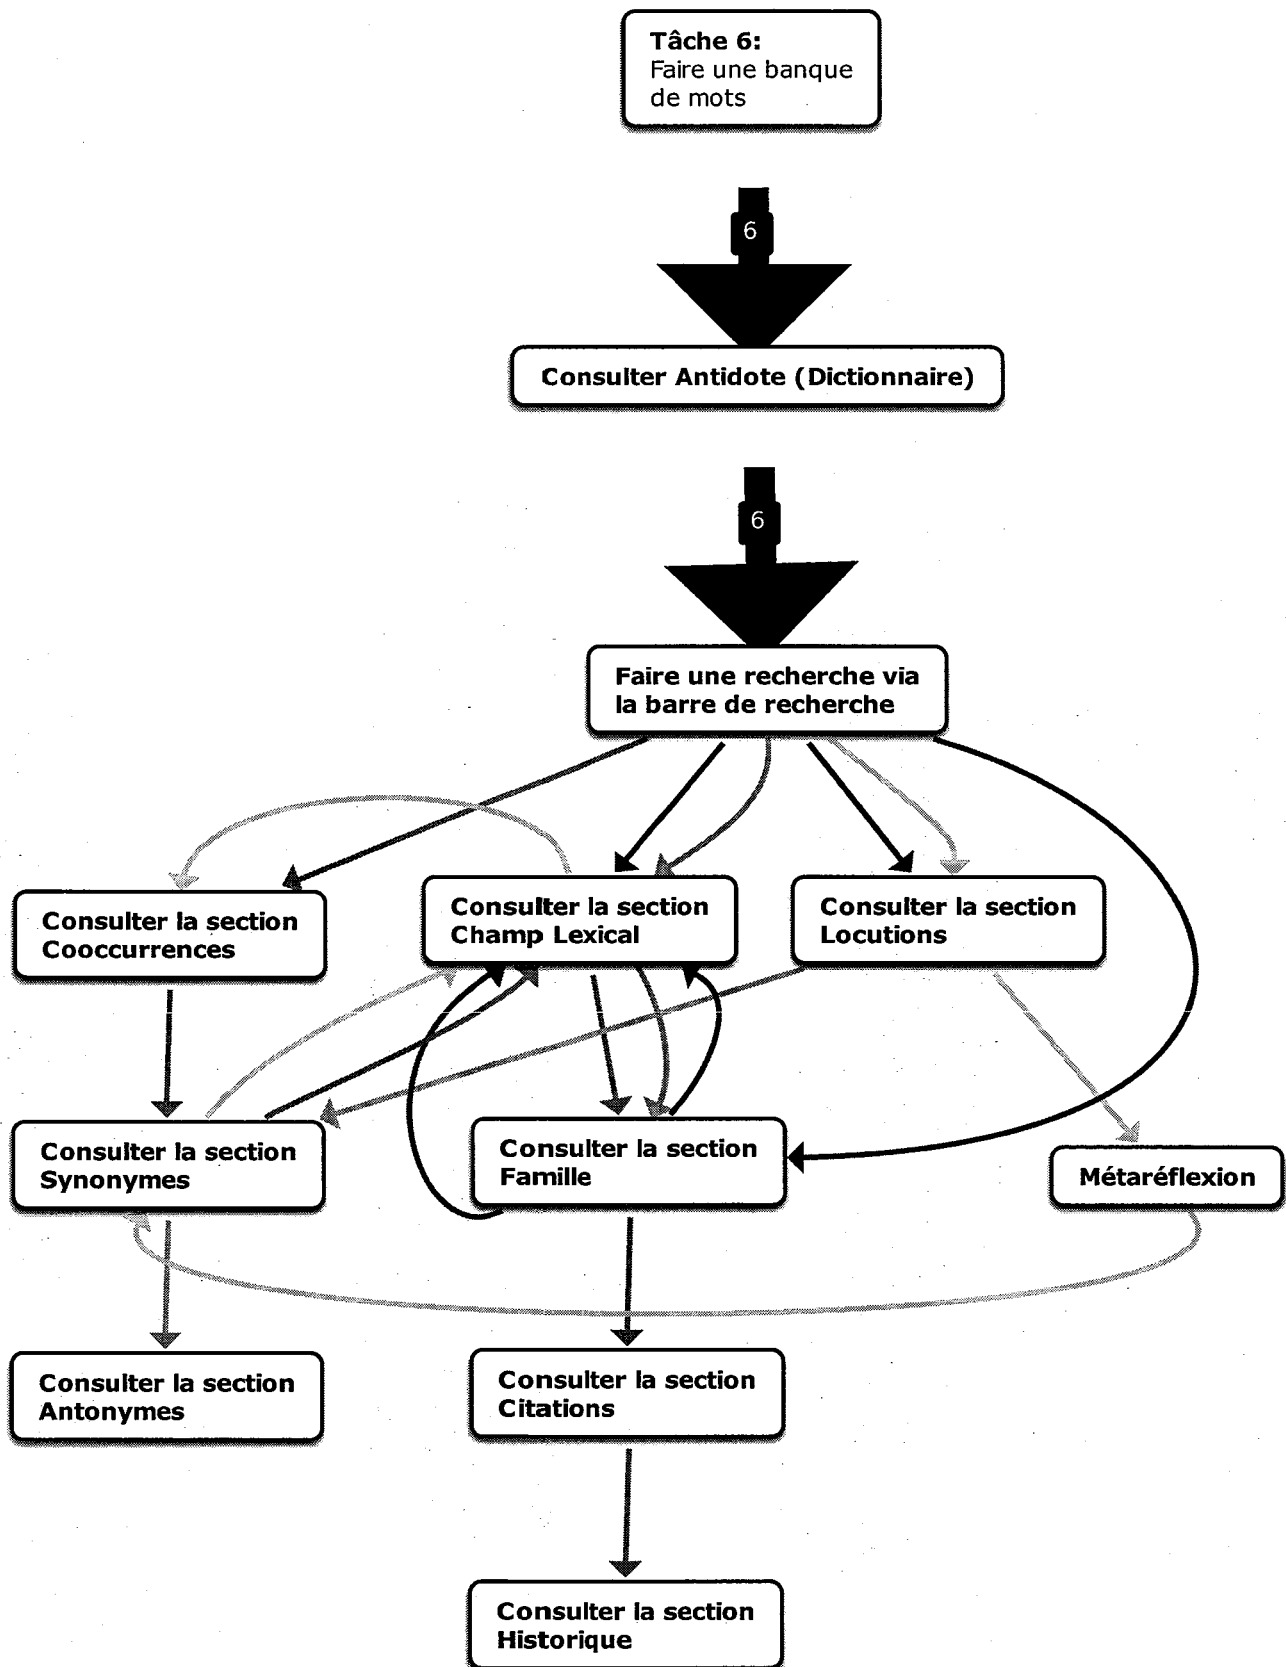 Tâche 6:
Faire une banque
de mots
6
Consulter Antidote (Dictionnaire)
6
Faire une recherche via
la barre de recherche
Consulter la section
Cooccurrences
Consulter la section
Champ Lexical
Consulter la section
Locutions
Consulter la section
Synonymes
Consulter la section
Famille
Métaréflexion
Consulter la section
Antonymes
Consulter la section
Citations
Consulter la section
Historique